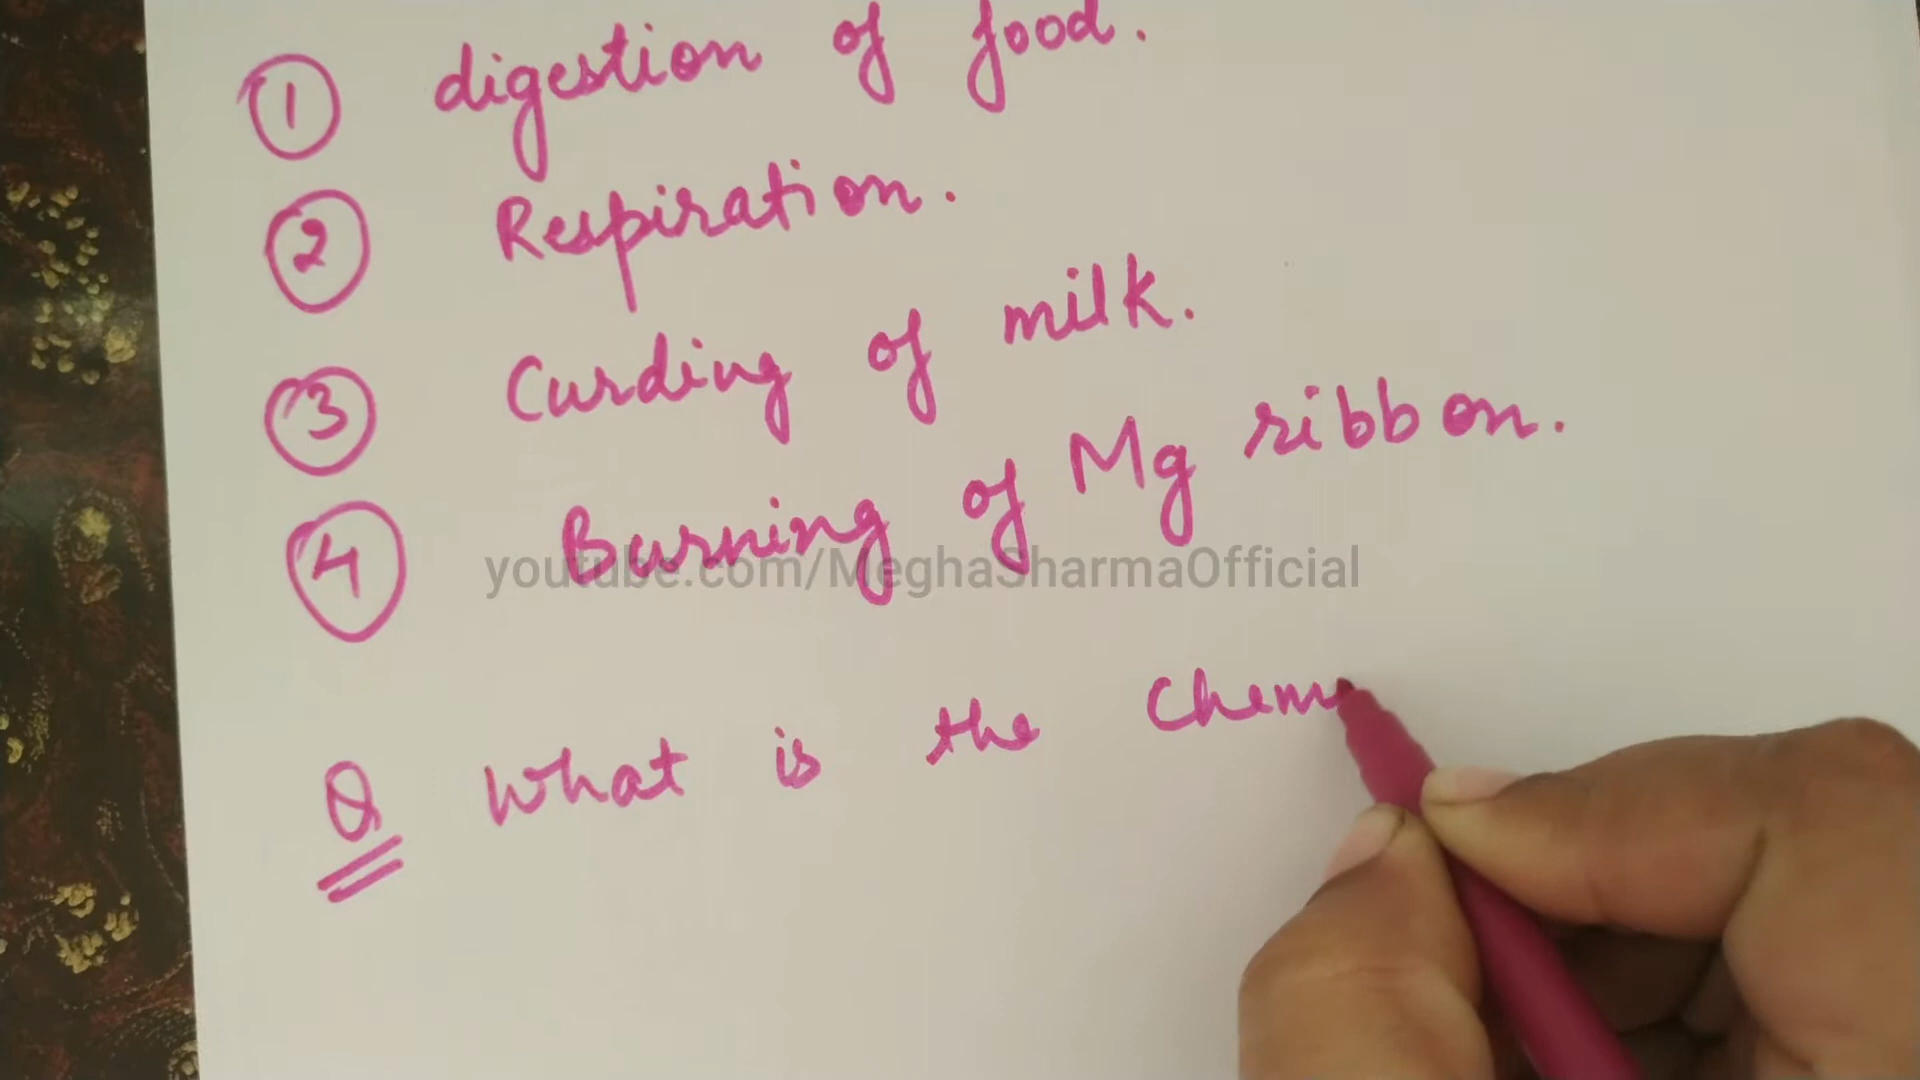 ① digestion of food.
② Respiration.
③ Curding of milk.
④ Burning of Mg ribbon.
youtube.com/MeghaSharmaOfficial
Q What is the Chem